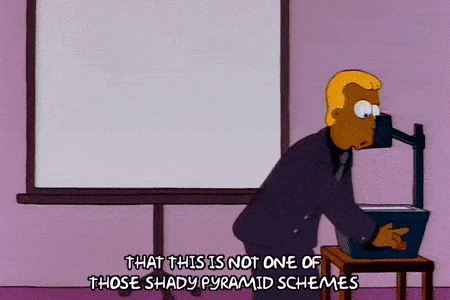 THAT THIS IS NOT ONE OF
THOSE SHADY PYRAMID SCHEMES